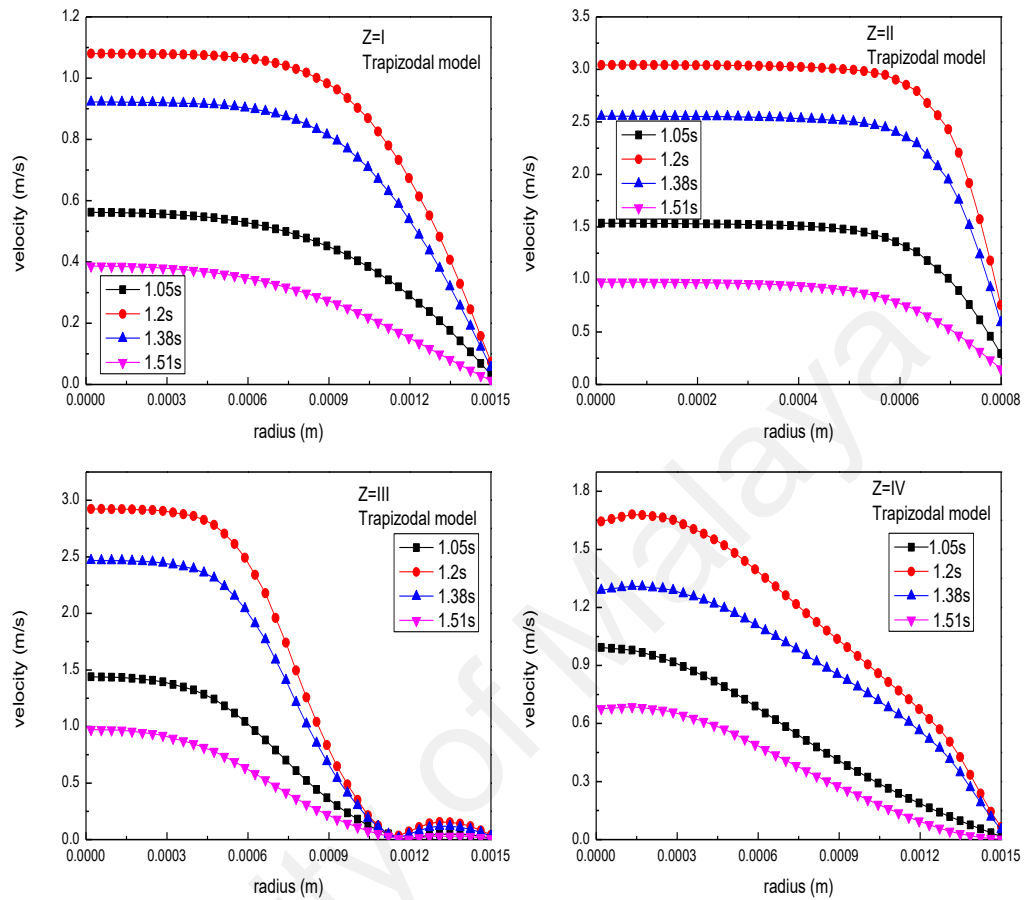 Z=I
Trapizodal model
1.2
1.0
0.8
0.6
0.4
0.2
0.0
velocity (m/s)
1.05s
1.2s
1.38s
1.51s
0.0000 0.0003 0.0006 0.0009 0.0012 0.0015
radius (m)
Z=II
Trapizodal model
3.5
3.0
2.5
2.0
1.5
1.0
0.5
0.0
velocity (m/s)
1.05s
1.2s
1.38s
1.51s
0.0000 0.0002 0.0004 0.0006 0.0008
radius (m)
Z=III
Trapizodal model
3.0
2.5
2.0
1.5
1.0
0.5
0.0
velocity (m/s)
1.05s
1.2s
1.38s
1.51s
0.0000 0.0003 0.0006 0.0009 0.0012 0.0015
radius (m)
Z=IV
Trapizodal model
1.8
1.5
1.2
0.9
0.6
0.3
0.0
velocity (m/s)
1.05s
1.2s
1.38s
1.51s
0.0000 0.0003 0.0006 0.0009 0.0012 0.0015
radius (m)
ity of Malaya